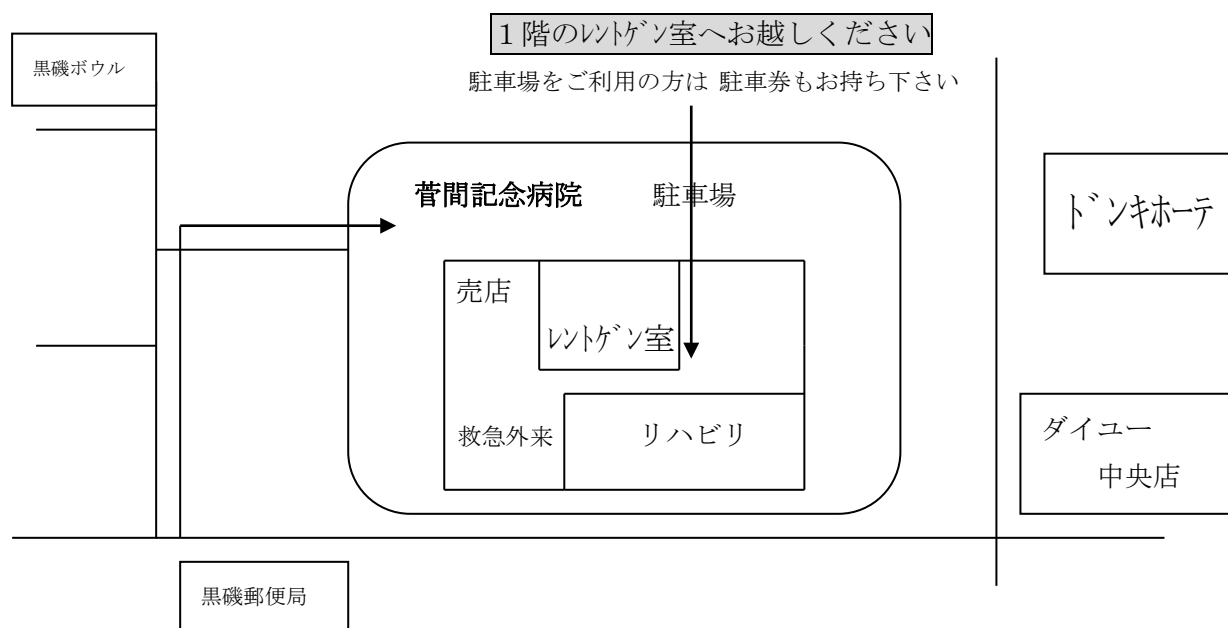 １階のﾚﾝﾄｹﾞﾝ室へお越しください
黒磯ボウル
駐車場をご利用の方は 駐車券もお持ち下さい
菅間記念病院 駐車場
ﾄﾞﾝｷﾎｰﾃ
売店
ﾚﾝﾄｹﾞﾝ室
救急外来
リハビリ
ダイユー
中央店
黒磯郵便局